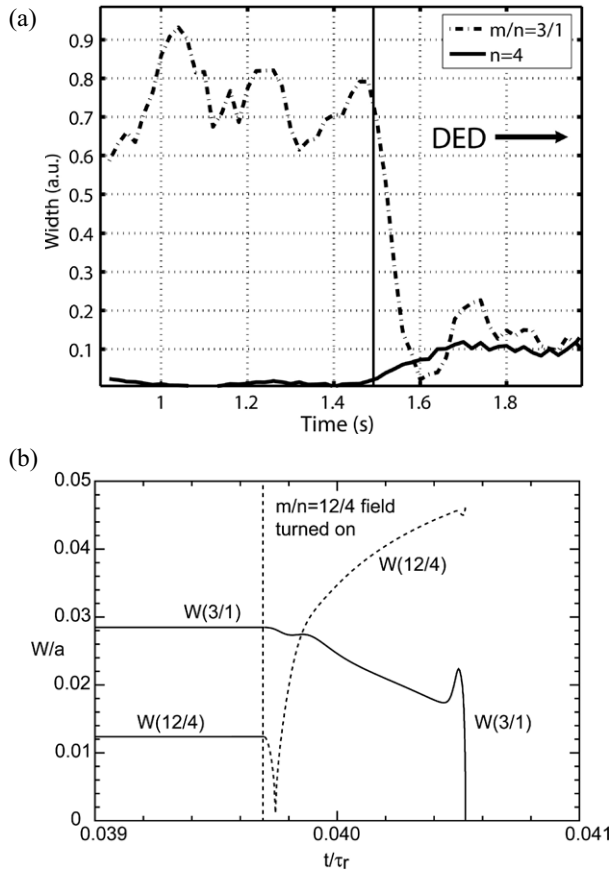 (a)
0.9
0.8
0.7
0.6
0.5
0.4
0.3
0.2
0.1
Width (a.u.)
m/n=3/1
n=4
DED
1 1.2 1.4 1.6 1.8
Time (s)
(b)
0.05
0.04
0.03
0.02
0.01
0
W/a
m/n=12/4 field
turned on
W(12/4)
W(3/1)
W(12/4)
W(3/1)
0.039 0.040 0.041
t/τr